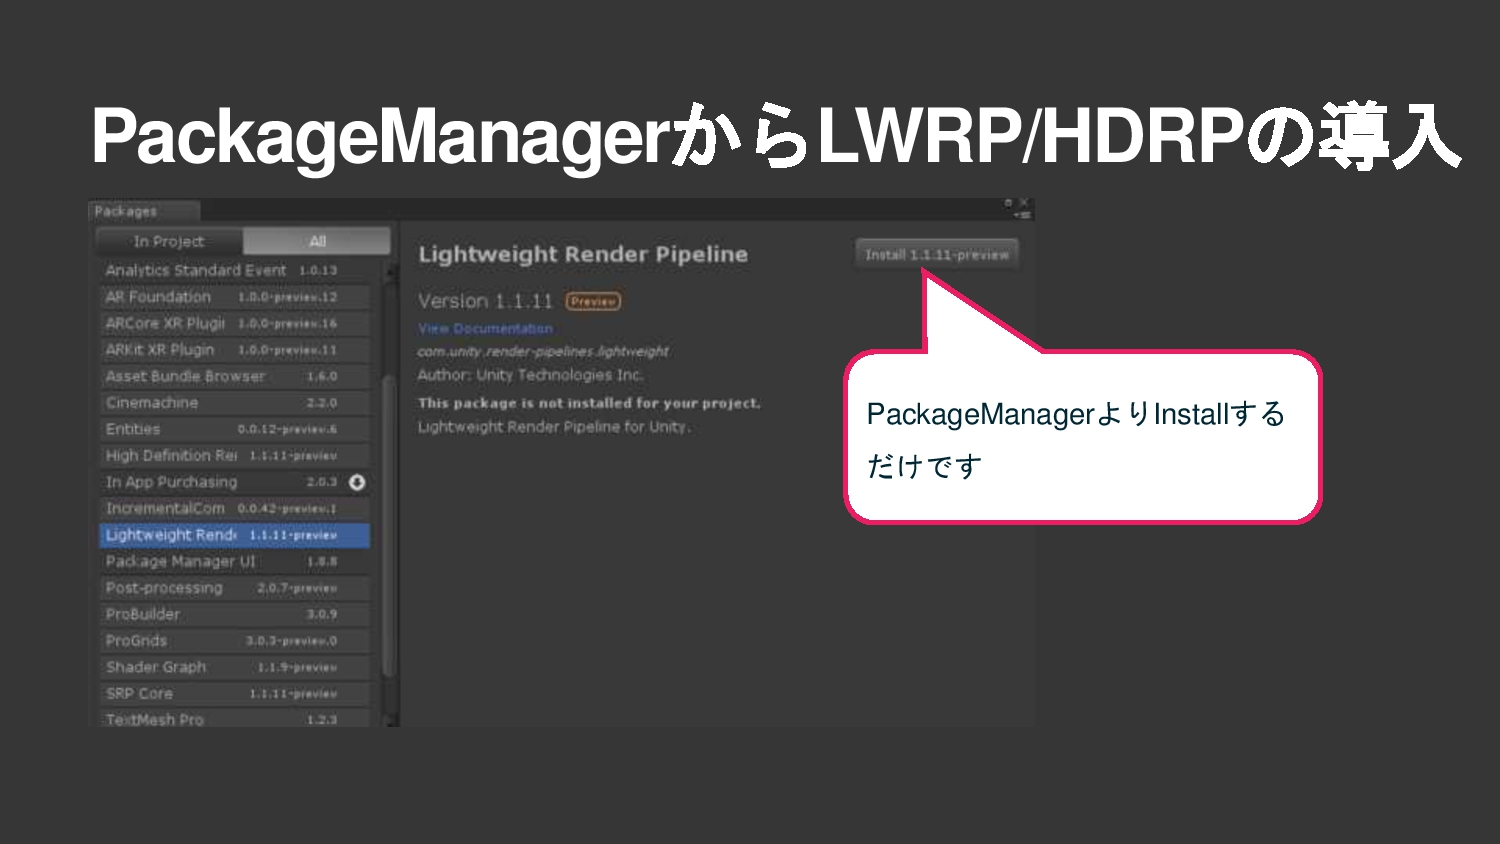 PackageManagerからLWRP/HDRPの導入
Packages
In Project
All
Analytics Standard Event 1.0.13
AR Foundation 1.0.0-preview.12
ARCore XR Plugin 1.0.0-preview.16
ARKit XR Plugin 1.0.0-preview.11
Asset Bundle Browser 1.6.0
Cinemachine 2.2.0
Entities 0.0.12-preview.6
High Definition Rei 1.1.11-preview
In App Purchasing 2.0.3
IncrementalCom 0.0.42-preview.1
Lightweight Rend 1.1.11-preview
Package Manager UI 1.8.8
Post-processing 2.0.7-preview
ProBuilder 3.0.9
ProGrids 3.0.3-preview.0
Shader Graph 1.1.9-preview
SRP Core 1.1.11-preview
TextMesh Pro 1.2.3
Lightweight Render Pipeline
Install 1.1.11-preview
Version 1.1.11 Preview
View Documentation
com.unity.render-pipelines.lightweight
Author: Unity Technologies Inc.
This package is not installed for your project.
Lightweight Render Pipeline for Unity.
PackageManagerよりInstallする
だけです